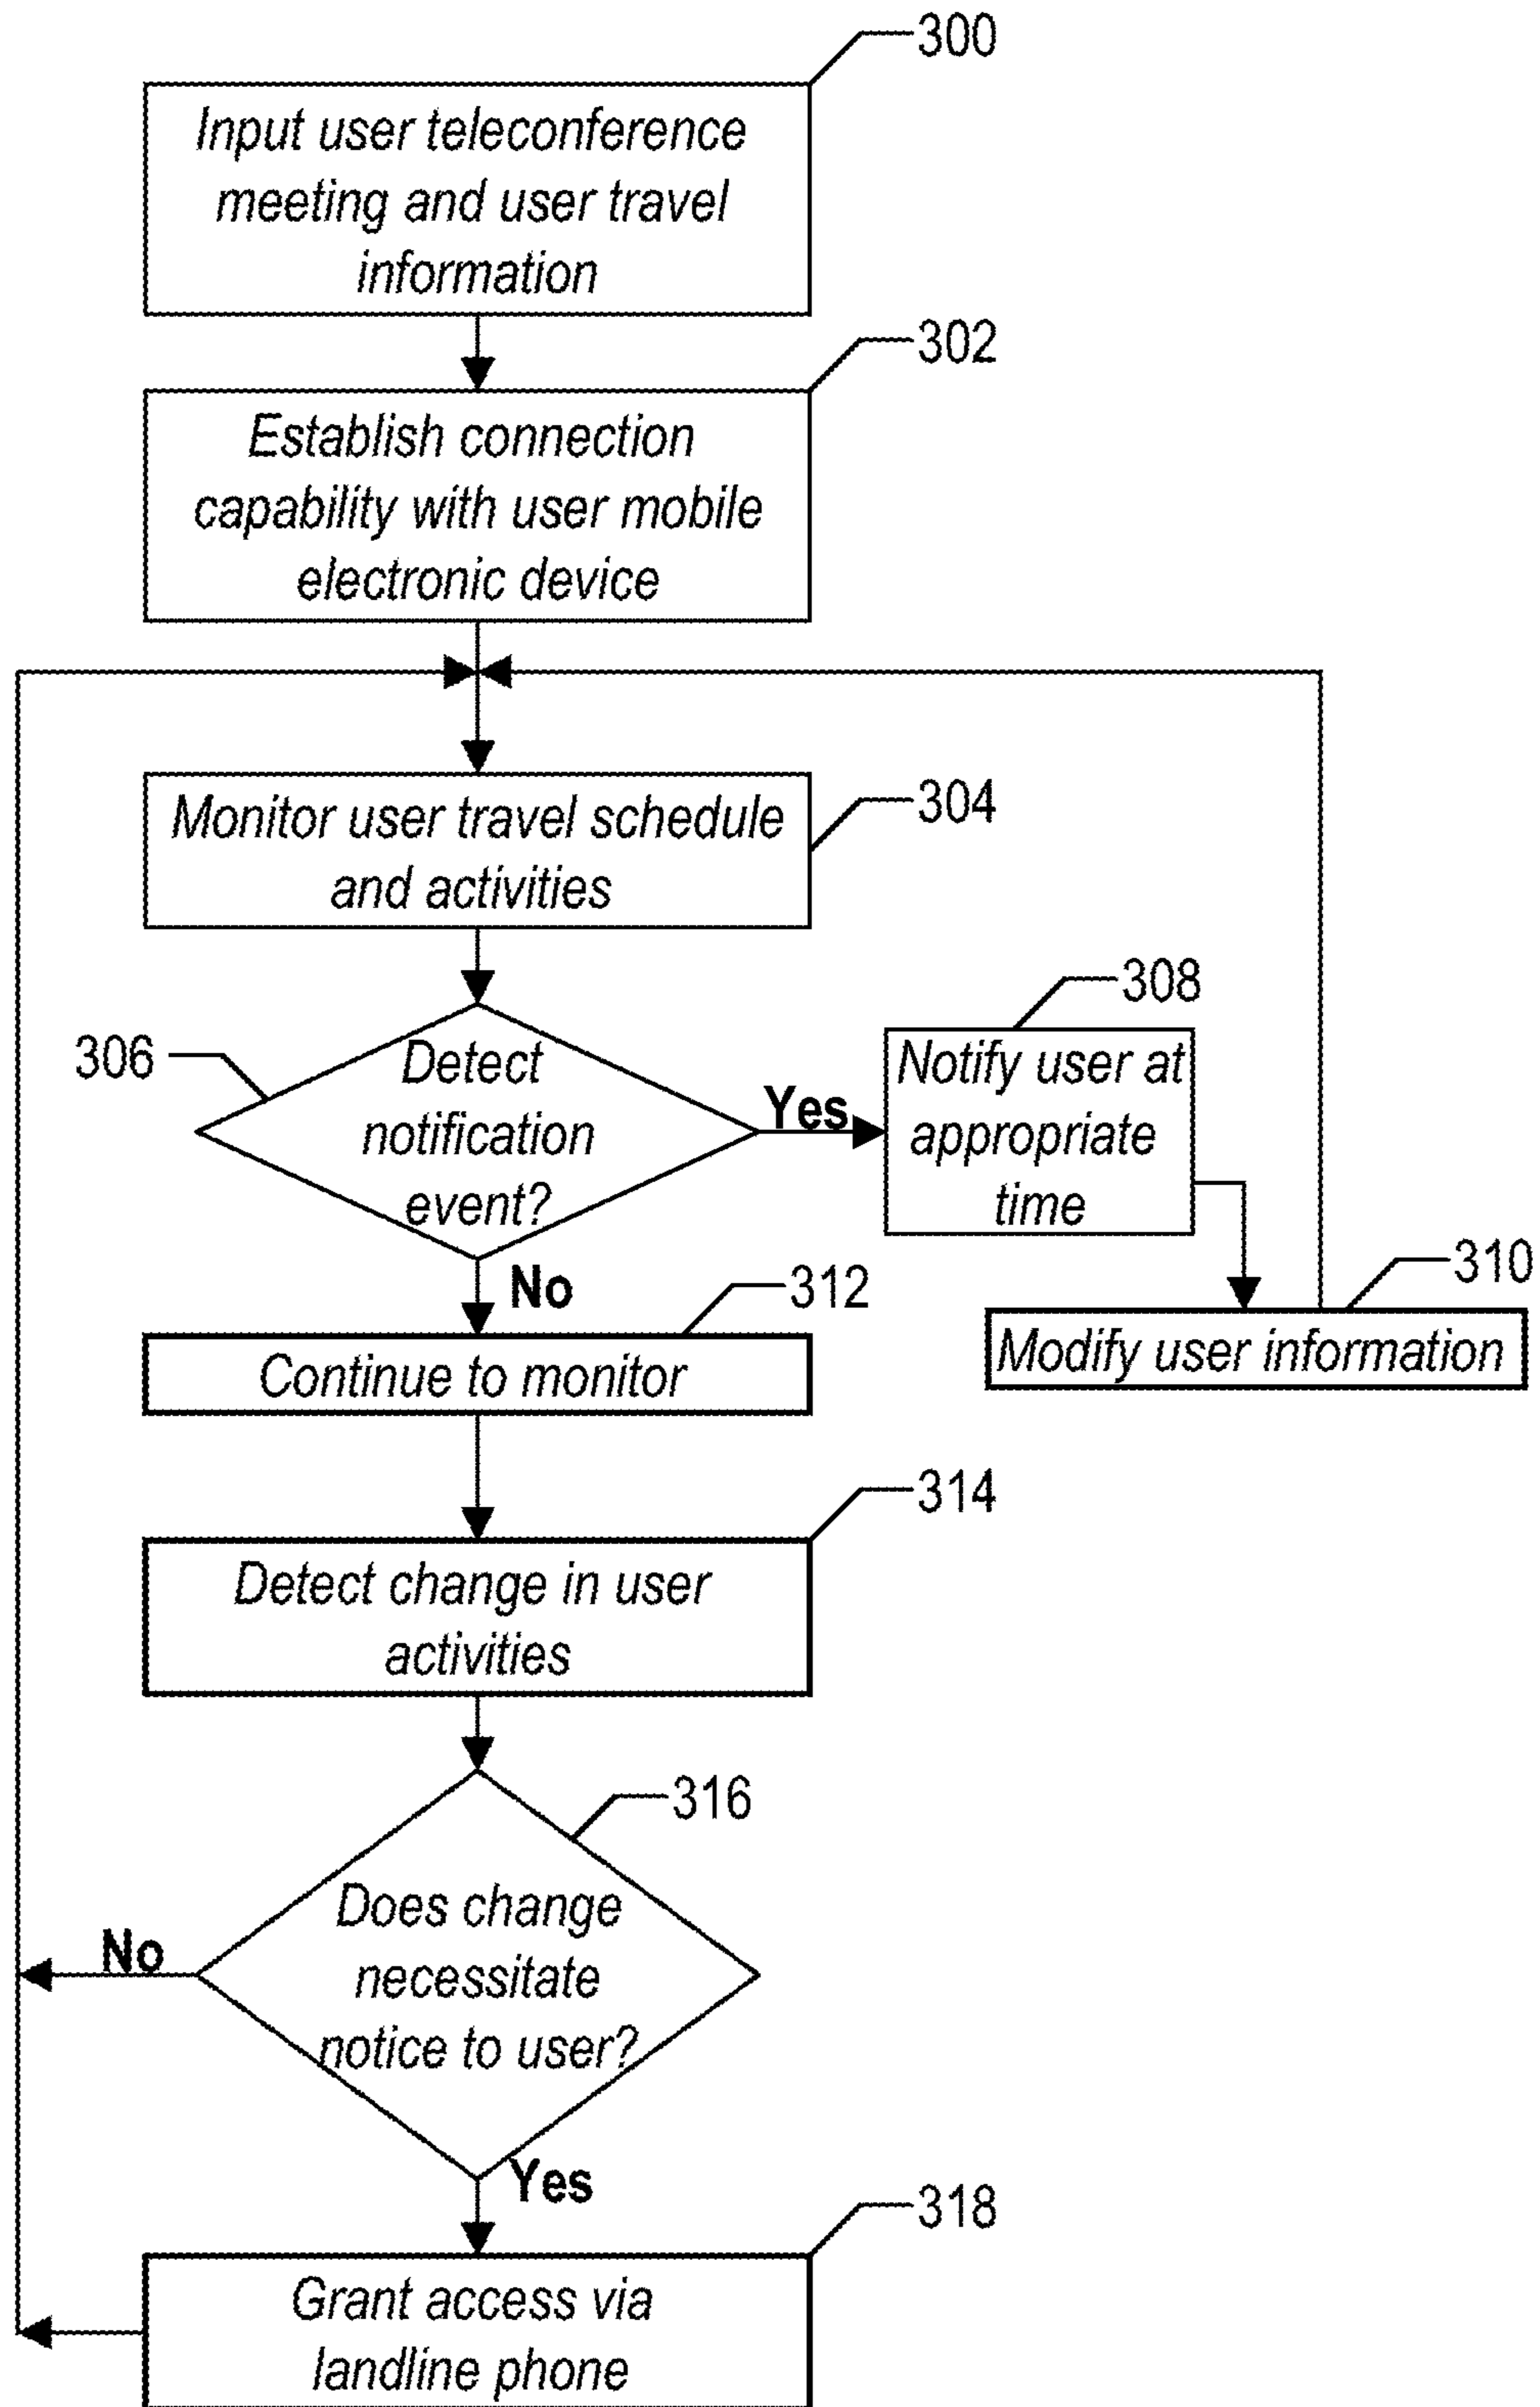 300
Input user teleconference
meeting and user travel
information
302
Establish connection
capability with user mobile
electronic device
304
Monitor user travel schedule
and activities
306
Detect
notification
event?
Yes
308
Notify user at
appropriate
time
310
Modify user information
No
312
Continue to monitor
314
Detect change in user
activities
316
Does change
necessitate
notice to user?
No
Yes
318
Grant access via
landline phone